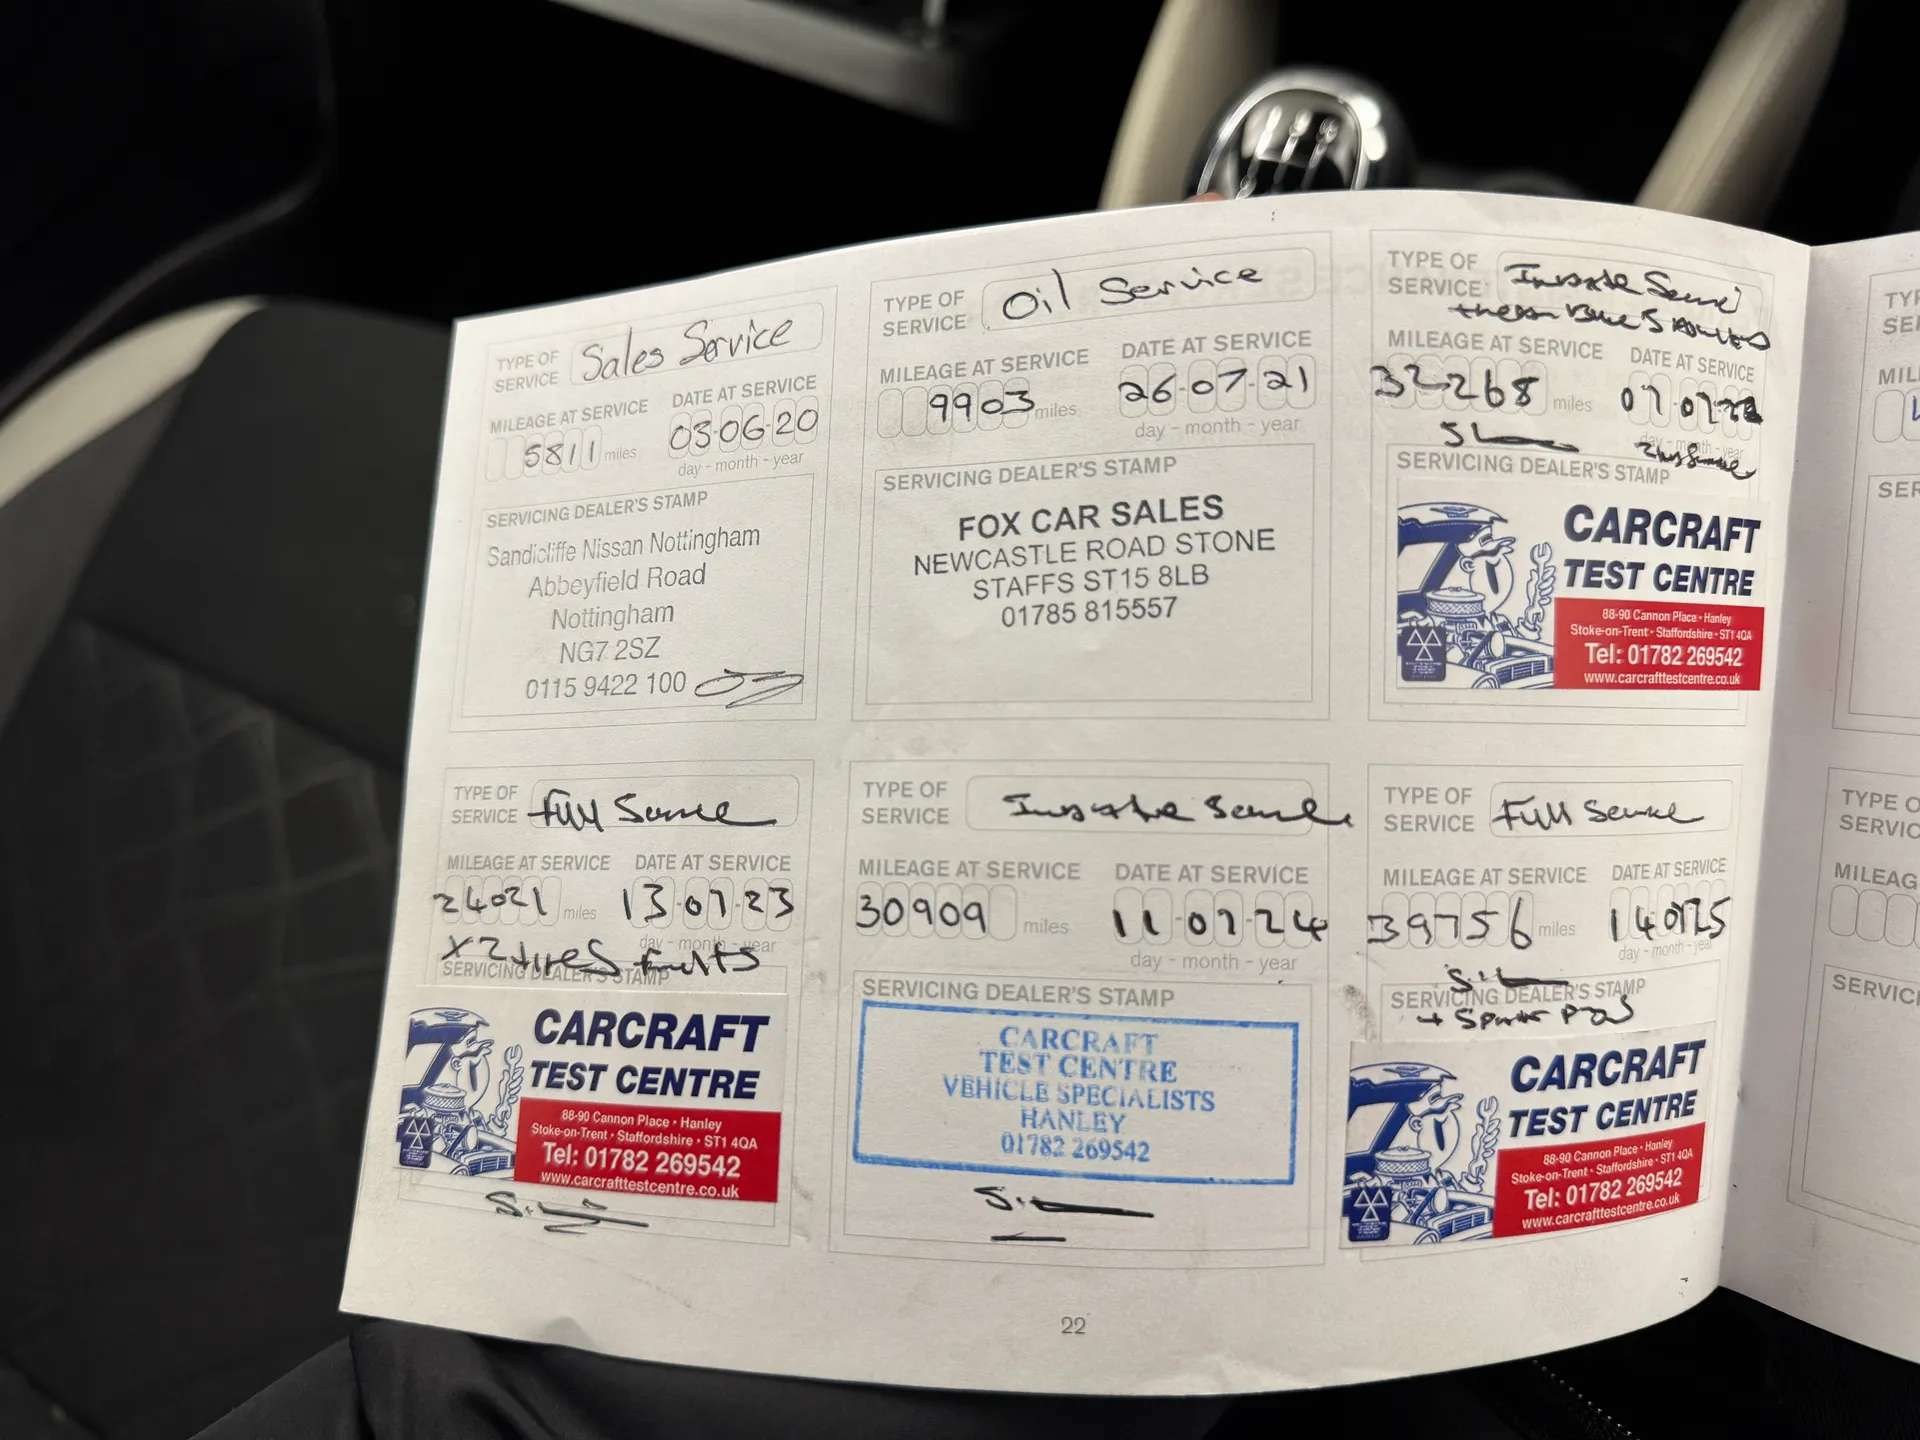 TYPE OF SERVICE Sales Service
MILEAGE AT SERVICE DATE AT SERVICE
5811 miles 03-06-20
day - month - year
SERVICING DEALER'S STAMP
Sandicliffe Nissan Nottingham
Abbeyfield Road
Nottingham
NG7 2SZ
0115 9422 100
TYPE OF SERVICE Oil Service
MILEAGE AT SERVICE DATE AT SERVICE
9903 miles 26-07-21
day - month - year
SERVICING DEALER'S STAMP
FOX CAR SALES
NEWCASTLE ROAD STONE
STAFFS ST15 8LB
01785 815557
TYPE OF
SERVICE
MILEAGE AT SERVICE DATE AT SERVICE
32268 miles
SERVICING DEALER'S STAMP
CARCRAFT
TEST CENTRE
88-90 Cannon Place • Hanley
Stoke-on-Trent • Staffordshire • ST1 4QA
Tel: 01782 269542
www.carcrafttestcentre.co.uk
TYPE OF
SERVICE Full Service
MILEAGE AT SERVICE DATE AT SERVICE
24021 miles 13-07-23
day - month - year
x2 tyres
SERVICING DEALER'S STAMP
CARCRAFT
TEST CENTRE
88-90 Cannon Place • Hanley
Stoke-on-Trent • Staffordshire • ST1 4QA
Tel: 01782 269542
www.carcrafttestcentre.co.uk
TYPE OF
SERVICE
MILEAGE AT SERVICE DATE AT SERVICE
30909 miles 11-07-24
day - month - year
SERVICING DEALER'S STAMP
CARCRAFT
TEST CENTRE
VEHICLE SPECIALISTS
HANLEY
01782 269542
TYPE OF
SERVICE Full Service
MILEAGE AT SERVICE DATE AT SERVICE
39756 miles 140725
day - month - year
SERVICING DEALER'S STAMP
CARCRAFT
TEST CENTRE
88-90 Cannon Place • Hanley
Stoke-on-Trent • Staffordshire • ST1 4QA
Tel: 01782 269542
www.carcrafttestcentre.co.uk
22